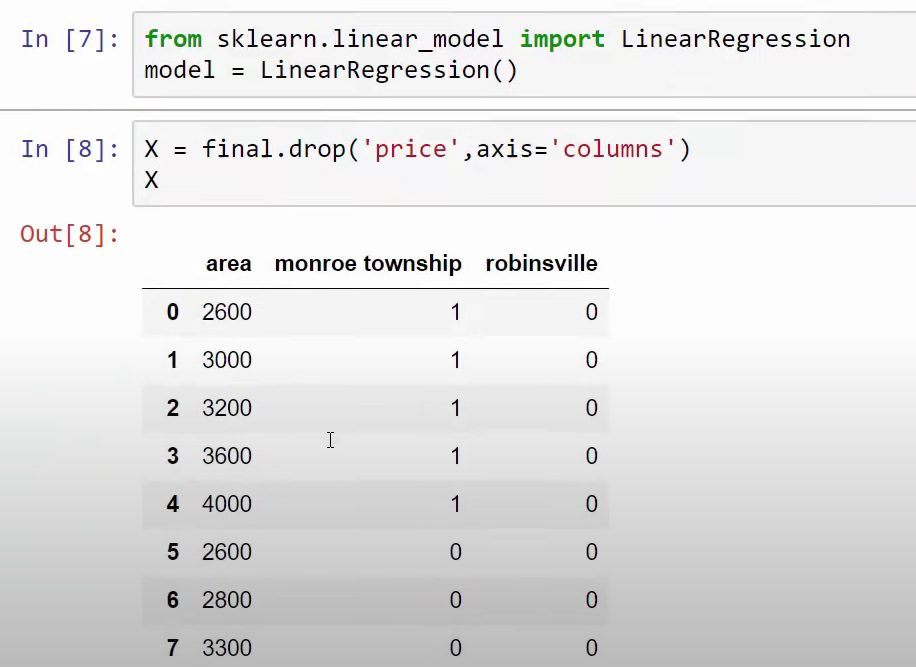 In [7]: from sklearn.linear_model import LinearRegression
model = LinearRegression()
In [8]: X = final.drop('price',axis='columns')
X
Out[8]:
area monroe township robinsville
0 2600 1 0
1 3000 1 0
2 3200 1 0
3 3600 1 0
4 4000 1 0
5 2600 0 0
6 2800 0 0
7 3300 0 0